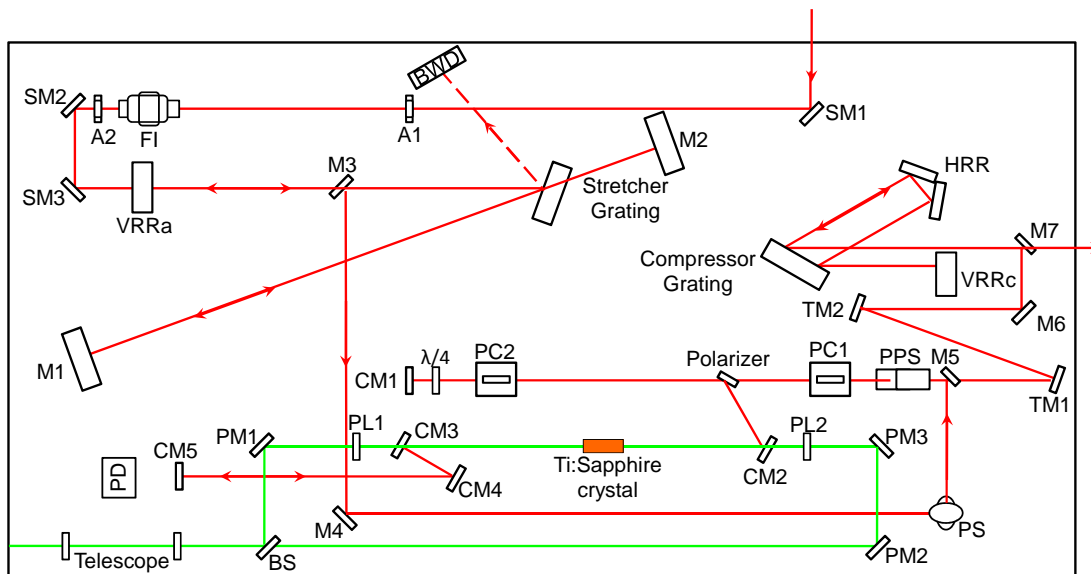 BWD
SM2
A2
FI
A1
SM1
M2
M3
SM3
VRRa
Stretcher
Grating
HRR
M7
Compressor
Grating
VRRc
TM2
M6
M1
λ/4
PC2
CM1
Polarizer
PC1
PPS
M5
TM1
PM1
PL1
CM3
PL2
PM3
CM5
PD
CM4
Ti:Sapphire
crystal
CM2
M4
PS
Telescope
BS
PM2